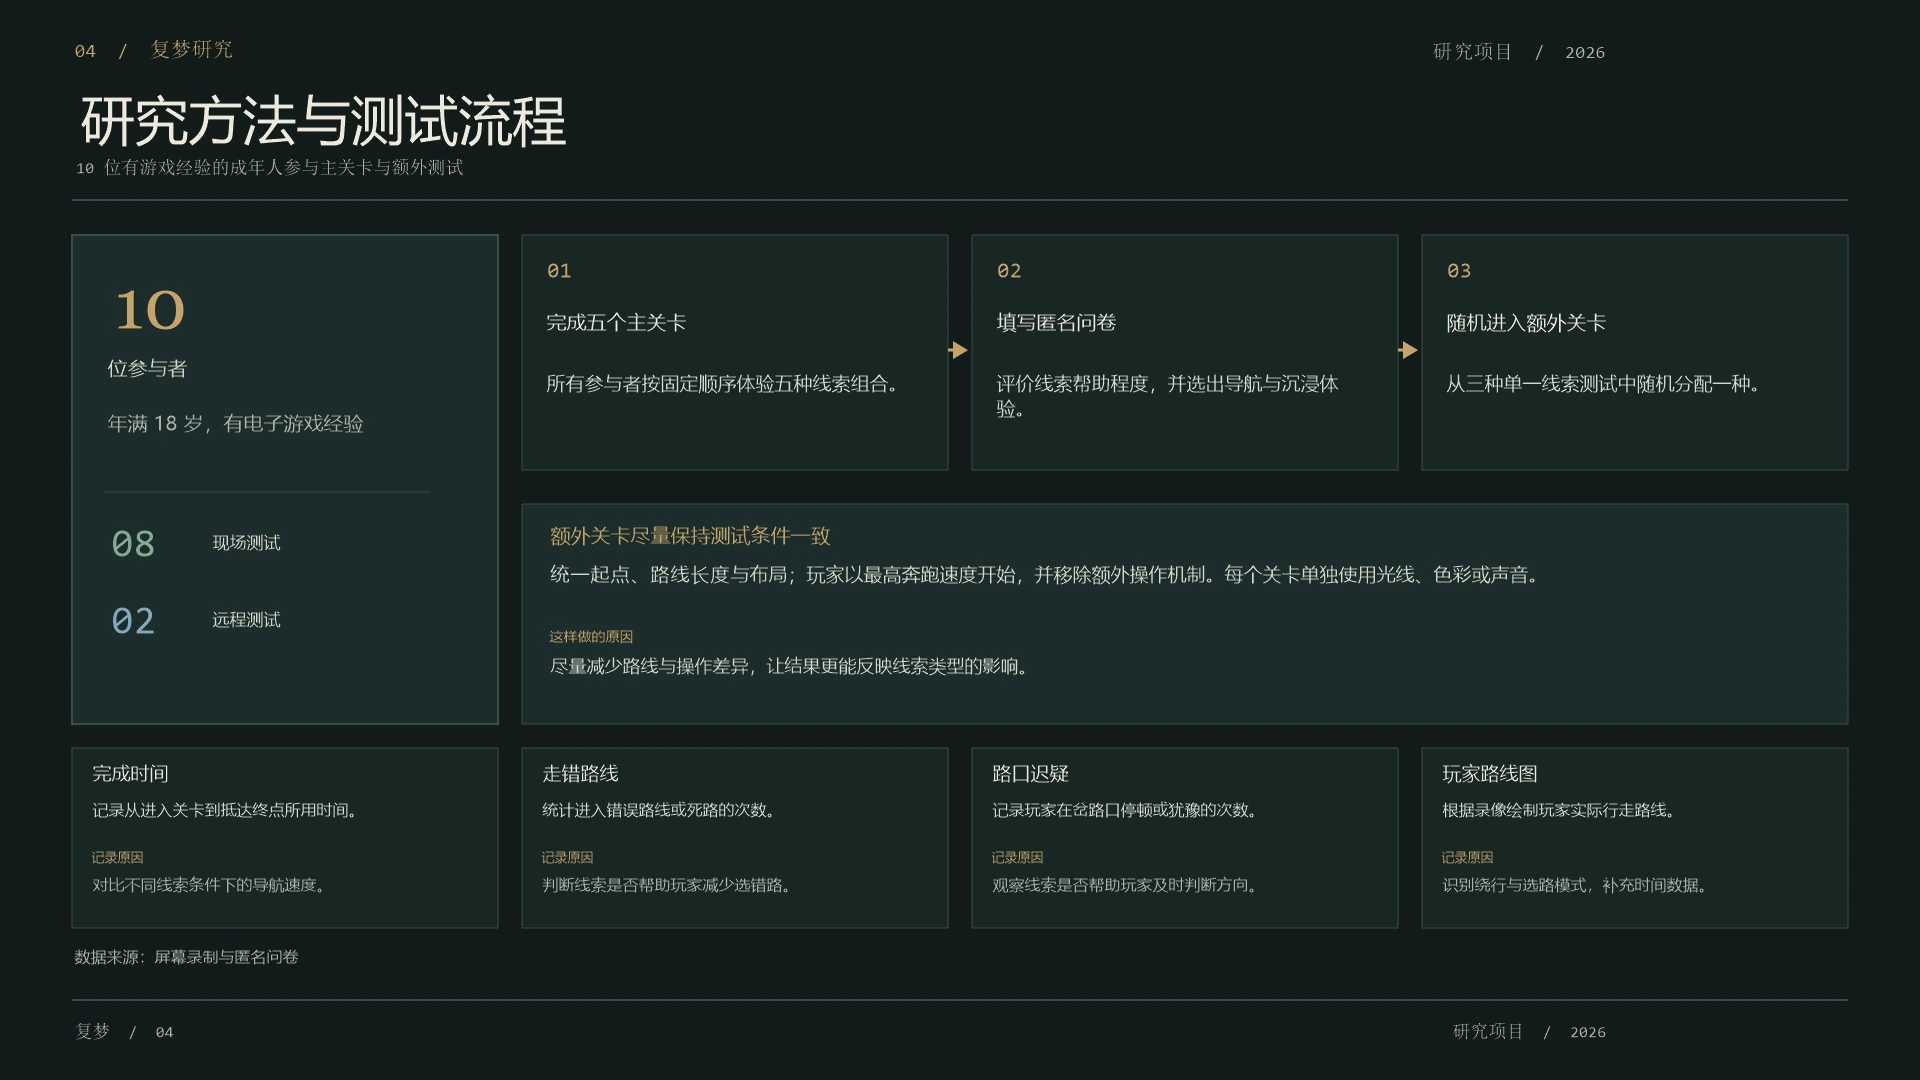 04 / 复梦研究
研究项目 / 2026
研究方法与测试流程
10 位有游戏经验的成年人参与主关卡与额外测试
10
位参与者
年满 18 岁，有电子游戏经验
08 现场测试
02 远程测试
01
完成五个主关卡
所有参与者按固定顺序体验五种线索组合。
02
填写匿名问卷
评价线索帮助程度，并选出导航与沉浸体
验。
03
随机进入额外关卡
从三种单一线索测试中随机分配一种。
额外关卡尽量保持测试条件一致
统一起点、路线长度与布局；玩家以最高奔跑速度开始，并移除额外操作机制。每个关卡单独使用光线、色彩或声音。
这样做的原因
尽量减少路线与操作差异，让结果更能反映线索类型的影响。
完成时间
记录从进入关卡到抵达终点所用时间。
记录原因
对比不同线索条件下的导航速度。
走错路线
统计进入错误路线或死路的次数。
记录原因
判断线索是否帮助玩家减少选错路。
路口迟疑
记录玩家在岔路口停顿或犹豫的次数。
记录原因
观察线索是否帮助玩家及时判断方向。
玩家路线图
根据录像绘制玩家实际行走路线。
记录原因
识别绕行与选路模式，补充时间数据。
数据来源：屏幕录制与匿名问卷
复梦 / 04
研究项目 / 2026